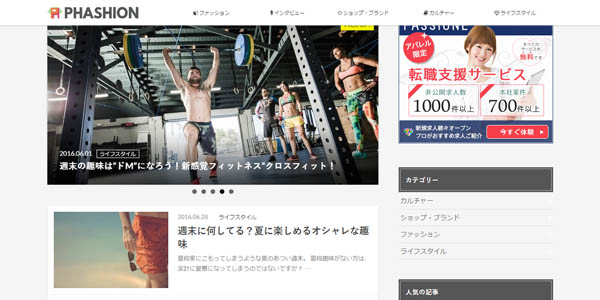 PHASHION
ファッション
インタビュー
ショップ・ブランド
カルチャー
ライフスタイル
2016.06.01 ライフスタイル
週末の趣味は“ドM”になろう！新感覚フィットネス“クロスフィット！
アパレル
限定
すべての
サービスが
無料です
転職支援サービス
非公開求人数
1000件以上
本社案件
700件以上
新規求人続々オープン
プロがおすすめ求人ご紹介
今すぐ体験
2016.06.28 ライフスタイル
週末に何してる？夏に楽しめるオシャレな趣
味
普段家にこもってしまうような夏のあつい週末。 普段趣味がない方は、
余計に憂鬱になってしまうのではないですか？ …
カテゴリー
カルチャー
ショップ・ブランド
ファッション
ライフスタイル
人気の記事